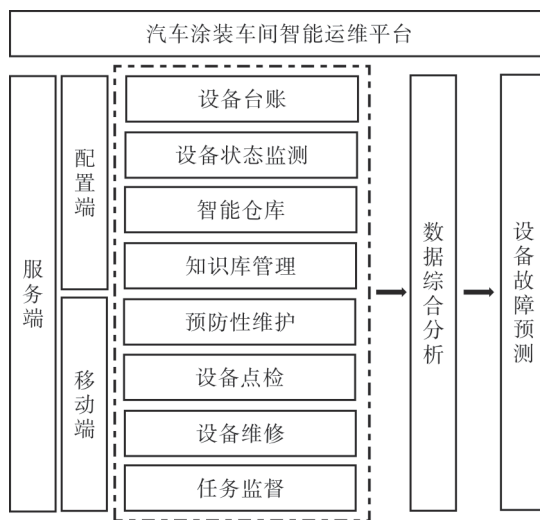 汽车涂装车间智能运维平台
服务端
配置端
移动端
设备台账
设备状态监测
智能仓库
知识库管理
预防性维护
设备点检
设备维修
任务监督
数据综合分析
设备故障预测